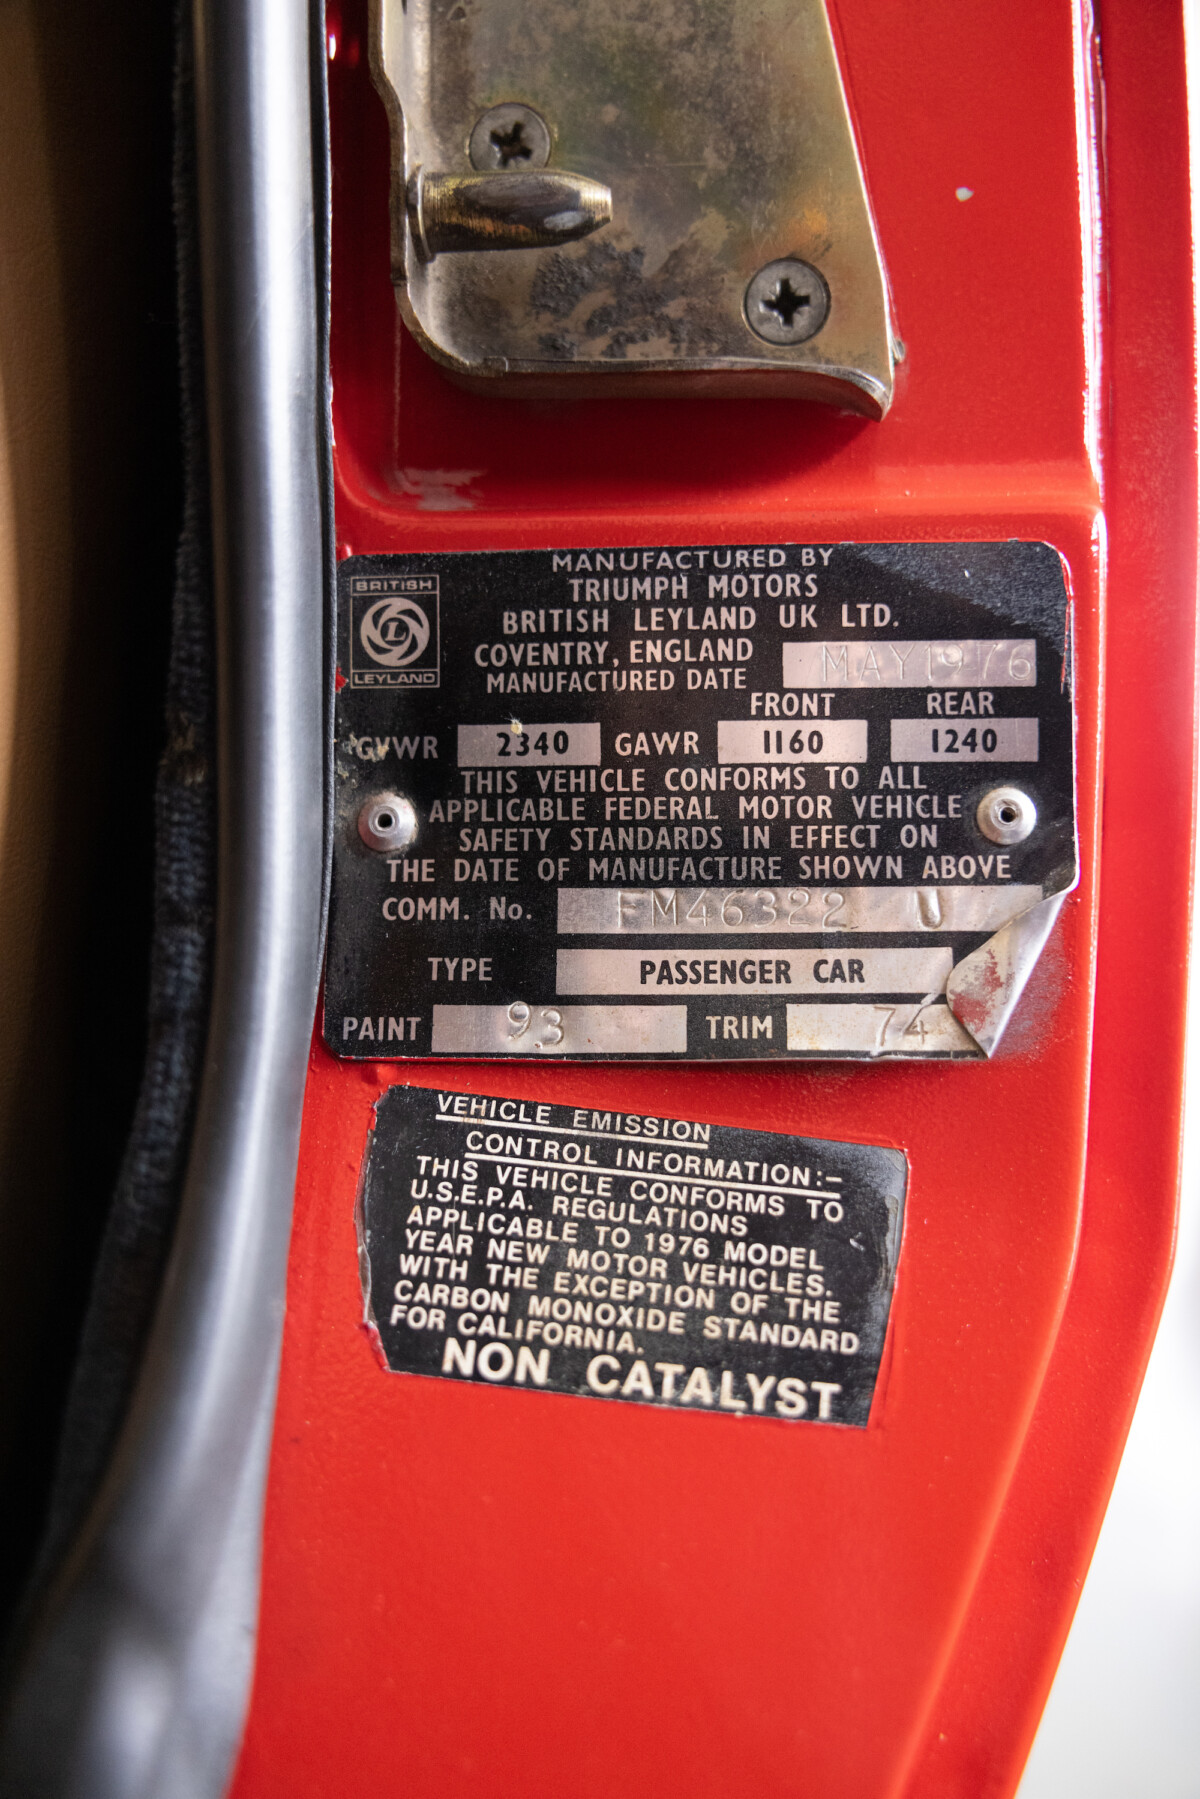 MANUFACTURED BY
TRIUMPH MOTORS
BRITISH LEYLAND UK LTD.
COVENTRY, ENGLAND
MANUFACTURED DATE MAY 1976
BRITISH
L
LEYLAND
FRONT REAR
GVWR 2340 GAWR 1160 1240
THIS VEHICLE CONFORMS TO ALL
APPLICABLE FEDERAL MOTOR VEHICLE
SAFETY STANDARDS IN EFFECT ON
THE DATE OF MANUFACTURE SHOWN ABOVE
COMM. No. FM46322 U
TYPE PASSENGER CAR
PAINT 93 TRIM 74
VEHICLE EMISSION
CONTROL INFORMATION:-
THIS VEHICLE CONFORMS TO
U.S.E.P.A. REGULATIONS
APPLICABLE TO 1976 MODEL
YEAR NEW MOTOR VEHICLES.
WITH THE EXCEPTION OF THE
CARBON MONOXIDE STANDARD
FOR CALIFORNIA.
NON CATALYST